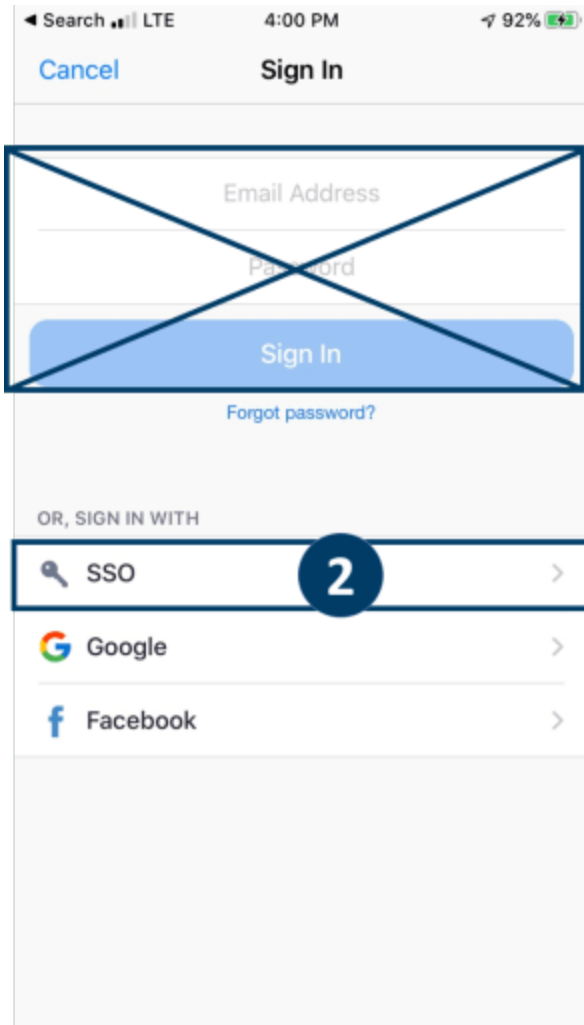 Search LTE 4:00 PM 92%
Cancel Sign In
Email Address
Password
Sign In
Forgot password?
OR, SIGN IN WITH
SSO 2
Google
Facebook